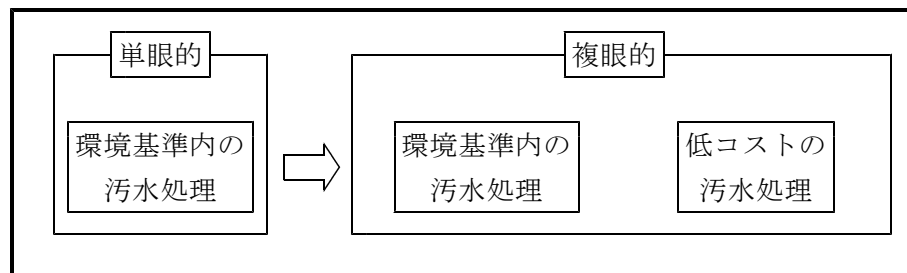 単眼的
複眼的
環境基準内の
汚水処理
環境基準内の
汚水処理
低コストの
汚水処理